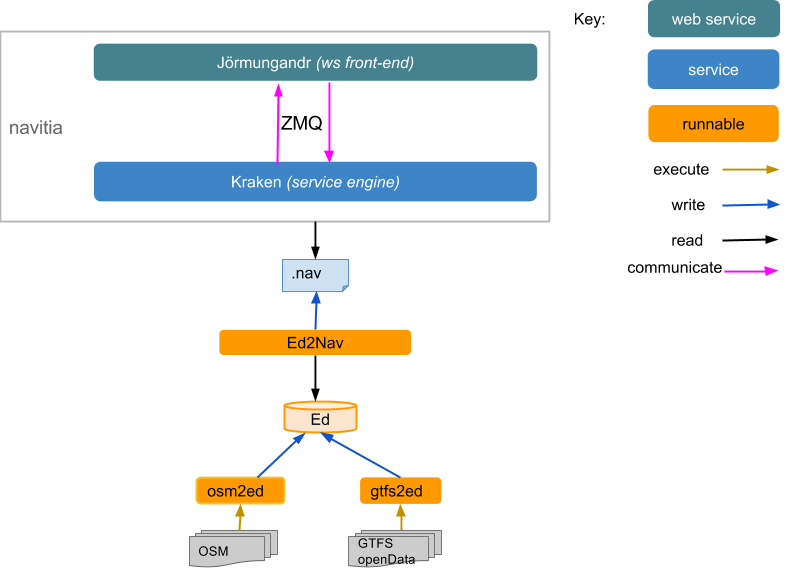 Key:
web service
service
runnable
execute
write
read
communicate
navitia
Jörmungandr (ws front-end)
ZMQ
Kraken (service engine)
.nav
Ed2Nav
Ed
osm2ed
gtfs2ed
OSM
GTFS
openData